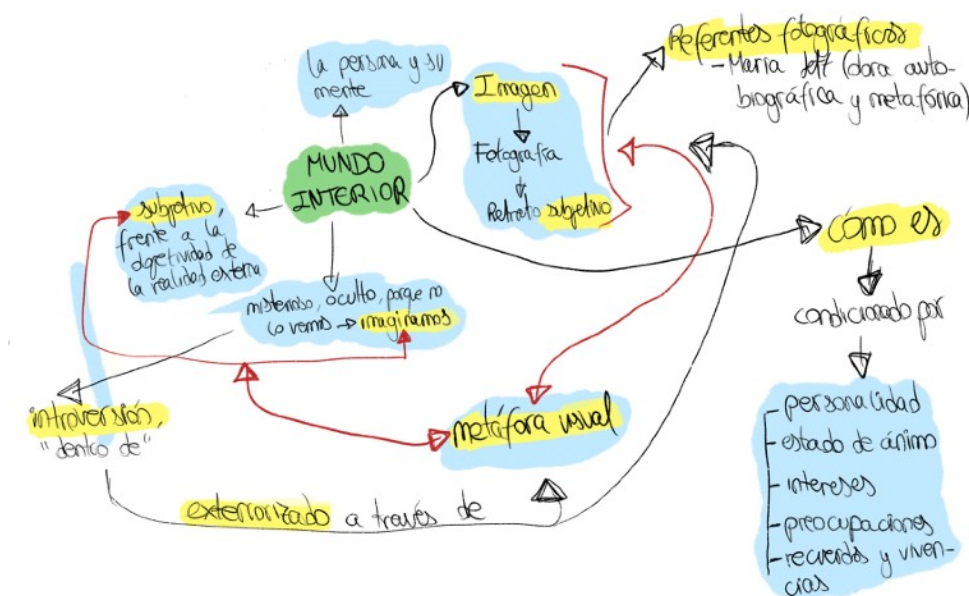 la persona y su
mente
Imagen
Fotografía
Retrato subjetivo
Referentes fotográficos
- María (obra auto-
biográfica y metafórica)
MUNDO
INTERIOR
subjetivo,
frente a la
objetividad de
la realidad externa
misterioso, oculto, porque no
lo vemos → imaginamos
cómo es
condicionado por
- personalidad
- estado de ánimo
- intereses
- preocupaciones
- recuerdos y viven-
cias
introversión,
"dentro de"
metáfora visual
exteriorizado a través de